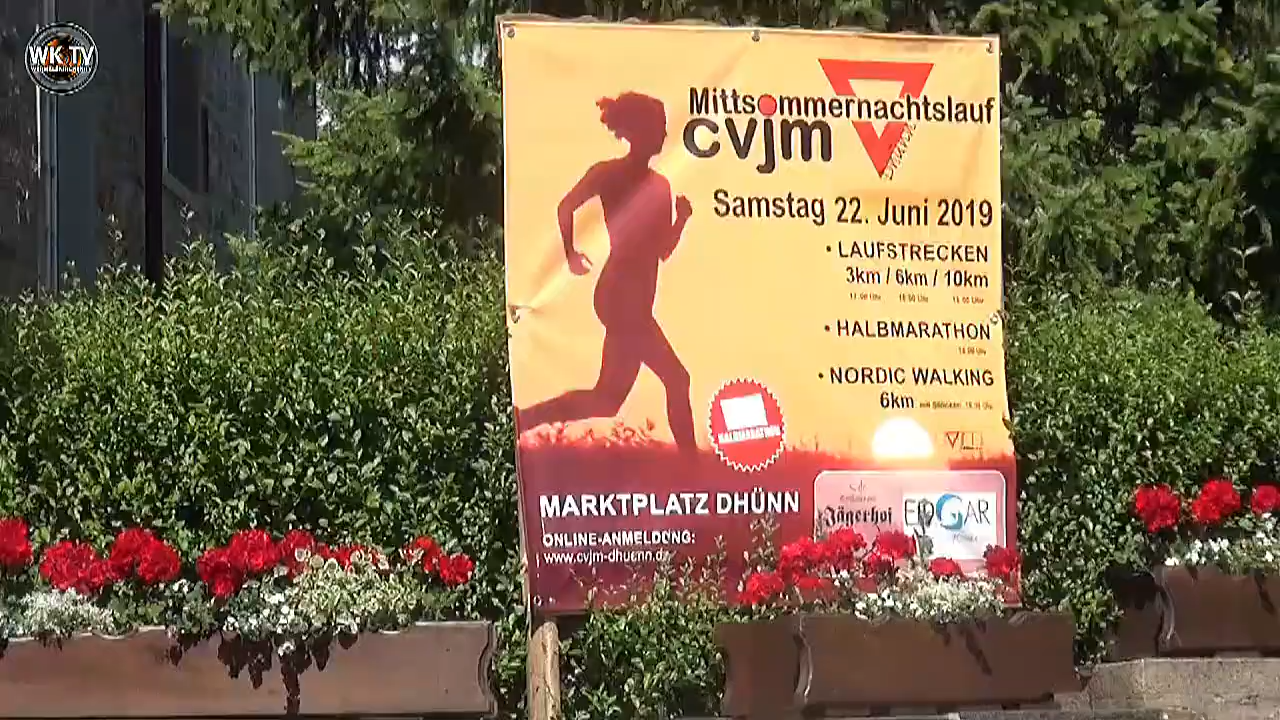 WK TV
Mittsommernachtslauf
cvjm
Samstag 22. Juni 2019
• LAUFSTRECKEN
3km / 6km / 10km
• HALBMARATHON
• NORDIC WALKING
6km
HALBMARATHON
MARKTPLATZ DHÜNN
ONLINE-ANMELDUNG:
www.cvjm-dhuenn.de
Jägerhof
EDGAR